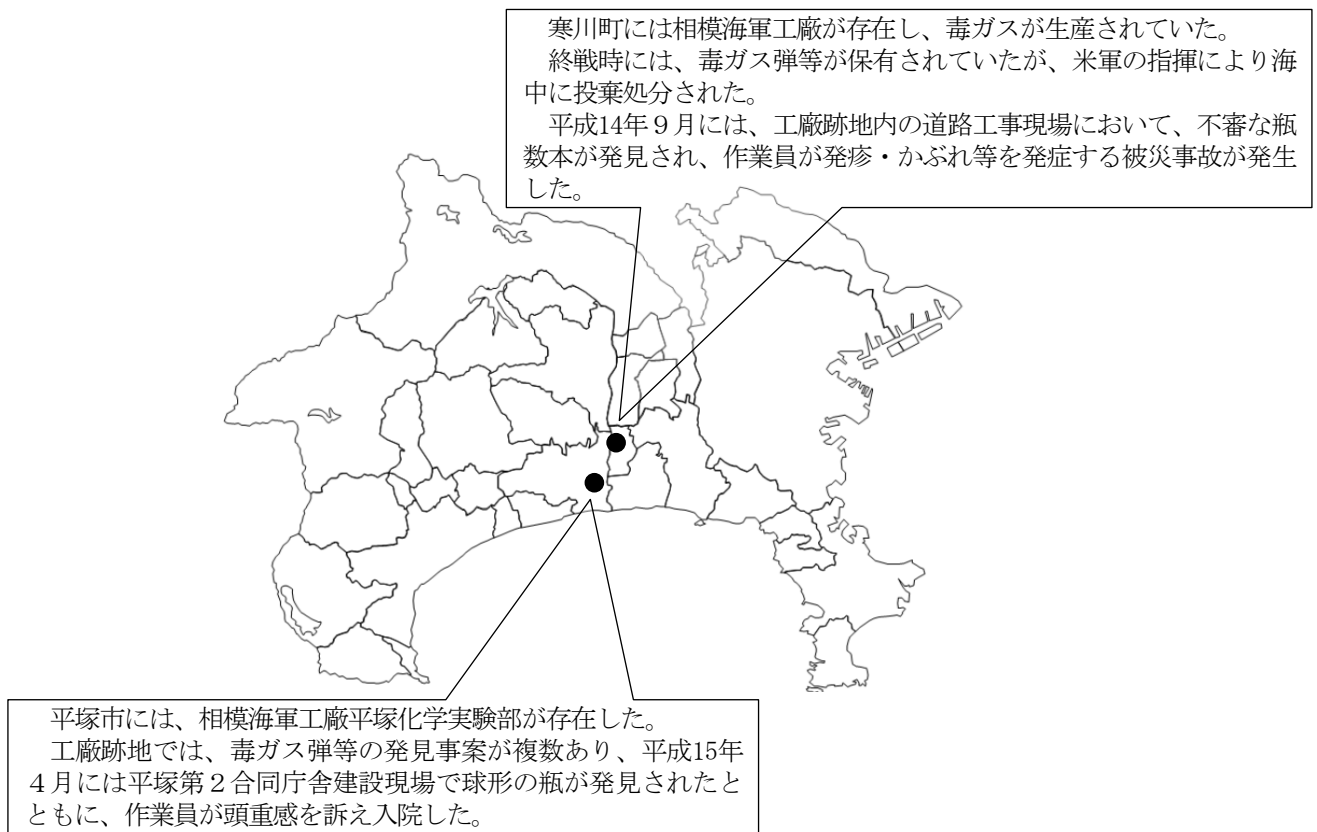 寒川町には相模海軍工廠が存在し、毒ガスが生産されていた。
終戦時には、毒ガス弾等が保有されていたが、米軍の指揮により海
中に投棄処分された。
平成14年９月には、工廠跡地内の道路工事現場において、不審な瓶
数本が発見され、作業員が発疹・かぶれ等を発症する被災事故が発生
した。
平塚市には、相模海軍工廠平塚化学実験部が存在した。
工廠跡地では、毒ガス弾等の発見事案が複数あり、平成15年
４月には平塚第２合同庁舎建設現場で球形の瓶が発見されたと
ともに、作業員が頭重感を訴え入院した。